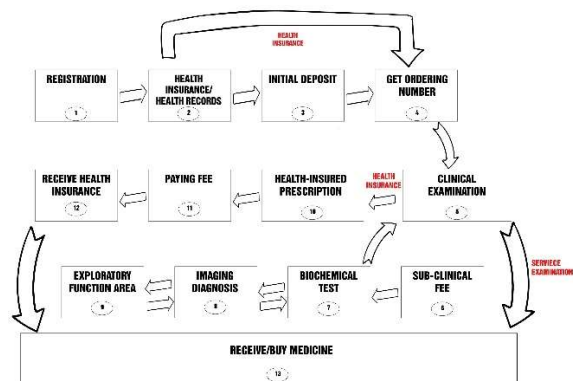 HEALTH
INSURANCE
REGISTRATION
1
HEALTH
INSURANCE/
HEALTH RECORDS
2
INITIAL DEPOSIT
3
GET ORDERING
NUMBER
4
RECEIVE HEALTH
INSURANCE
12
PAYING FEE
11
HEALTH-INSURED
PRESCRIPTION
10
HEALTH
INSURANCE
CLINICAL
EXAMINATION
5
SERVIECE
EXAMINATION
EXPLORATORY
FUNCTION AREA
9
IMAGING
DIAGNOSIS
8
BIOCHEMICAL
TEST
7
SUB-CLINICAL
FEE
6
RECEIVE/BUY MEDICINE
13